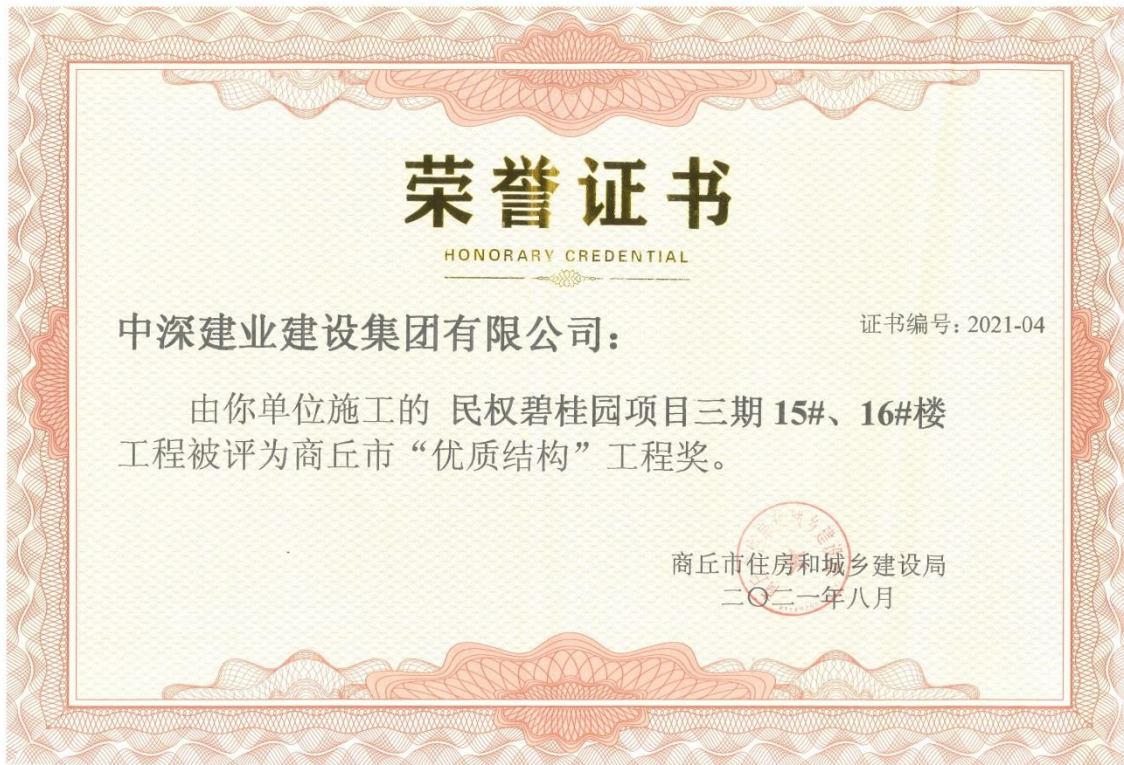 荣誉证书
HONORARY CREDENTIAL
中深建业建设集团有限公司：
证书编号：2021-04
由你单位施工的 民权碧桂园项目三期 15#、16#楼
工程被评为商丘市“优质结构”工程奖。
商丘市住房和城乡建设局
二〇二一年八月